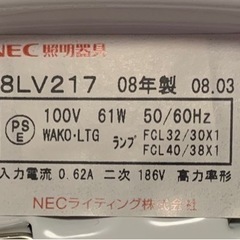 NEC 照明器具
8LV217 08年製 08.03
PS E 100V 61W 50/60Hz
WAKO・LTG ランプ FCL32/30X1
FCL40/38X1
入力電流 0.62A 二次 186V 高力率形
NECライティング株式会社